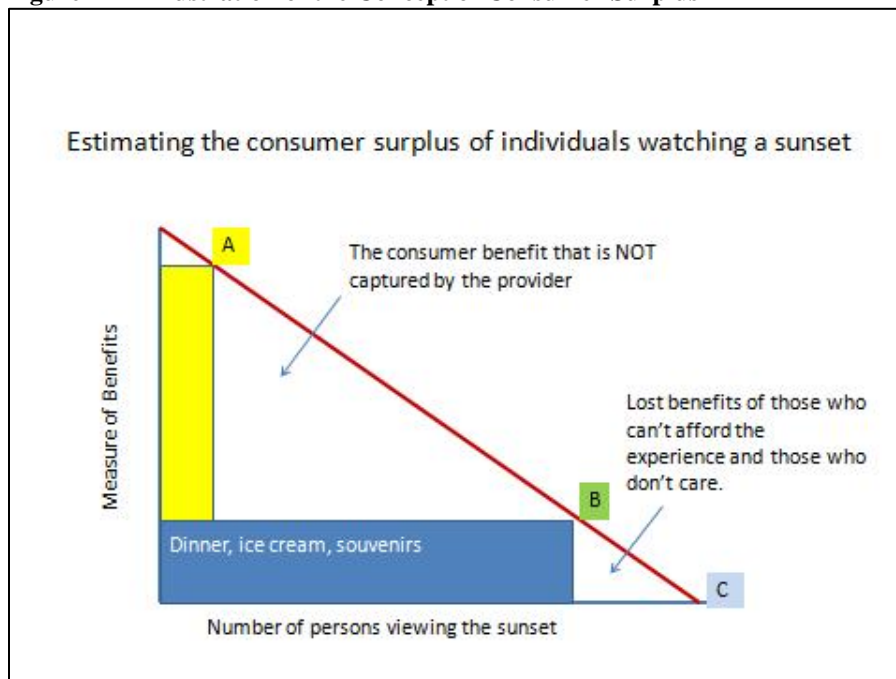 Estimating the consumer surplus of individuals watching a sunset
A
The consumer benefit that is NOT
captured by the provider
Measure of Benefits
Lost benefits of those who
can't afford the
experience and those who
don't care.
B
Dinner, ice cream, souvenirs
C
Number of persons viewing the sunset